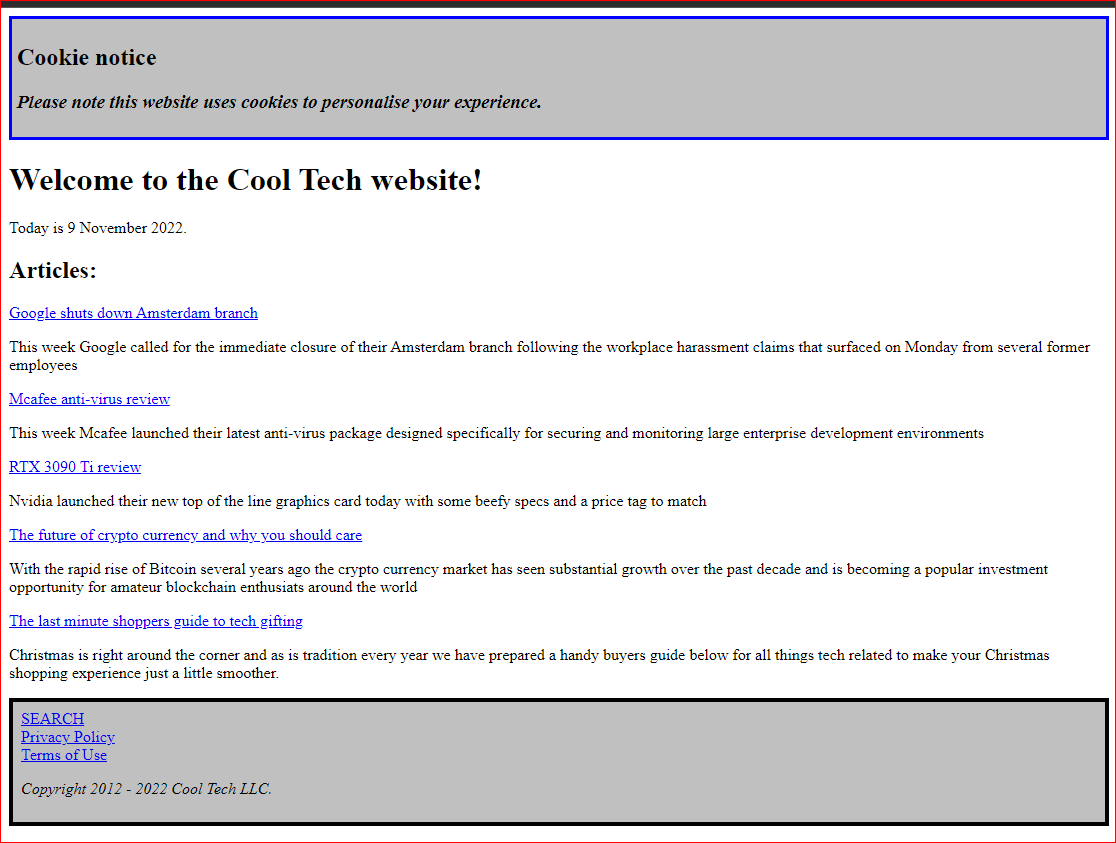 Cookie notice
Please note this website uses cookies to personalise your experience.
Welcome to the Cool Tech website!
Today is 9 November 2022.
Articles:
Google shuts down Amsterdam branch
This week Google called for the immediate closure of their Amsterdam branch following the workplace harassment claims that surfaced on Monday from several former
employees
Mcafee anti-virus review
This week Mcafee launched their latest anti-virus package designed specifically for securing and monitoring large enterprise development environments
RTX 3090 Ti review
Nvidia launched their new top of the line graphics card today with some beefy specs and a price tag to match
The future of crypto currency and why you should care
With the rapid rise of Bitcoin several years ago the crypto currency market has seen substantial growth over the past decade and is becoming a popular investment
opportunity for amateur blockchain enthusiats around the world
The last minute shoppers guide to tech gifting
Christmas is right around the corner and as is tradition every year we have prepared a handy buyers guide below for all things tech related to make your Christmas
shopping experience just a little smoother.
SEARCH
Privacy Policy
Terms of Use
Copyright 2012 - 2022 Cool Tech LLC.